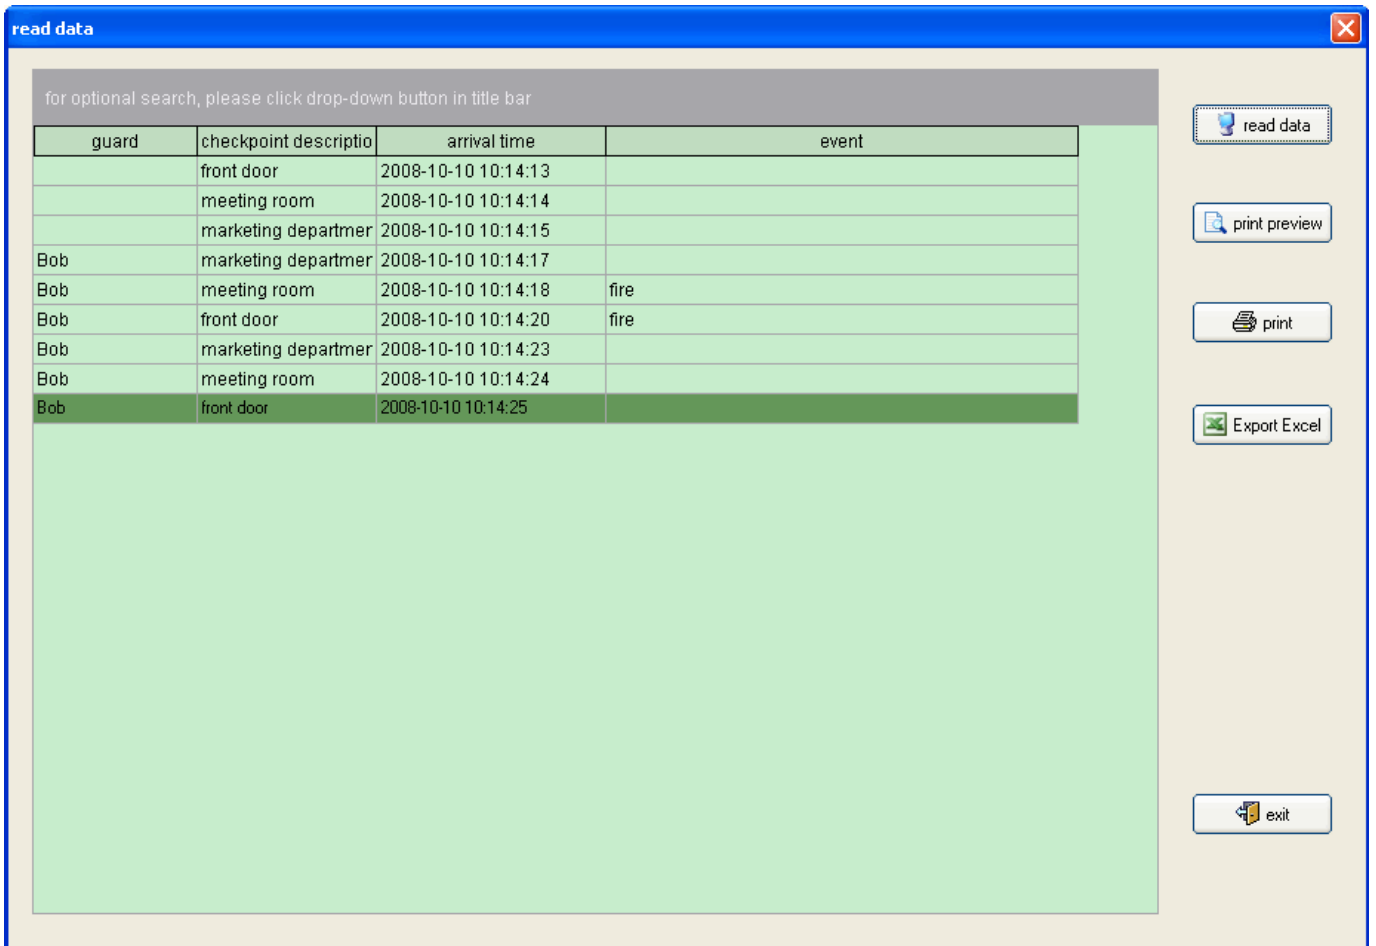 read data
for optional search, please click drop-down button in title bar
guard checkpoint descriptio arrival time event
front door 2008-10-10 10:14:13
meeting room 2008-10-10 10:14:14
marketing departmer 2008-10-10 10:14:15
Bob marketing departmer 2008-10-10 10:14:17
Bob meeting room 2008-10-10 10:14:18 fire
Bob front door 2008-10-10 10:14:20 fire
Bob marketing departmer 2008-10-10 10:14:23
Bob meeting room 2008-10-10 10:14:24
Bob front door 2008-10-10 10:14:25
read data
print preview
print
Export Excel
exit